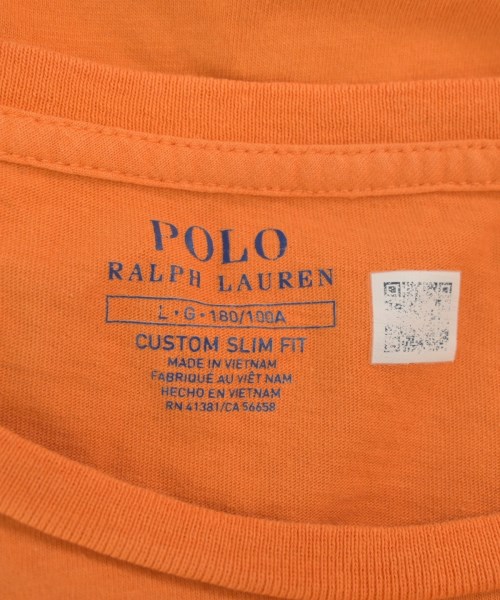 POLO
RALPH LAUREN
L • G • 180/100A
CUSTOM SLIM FIT
MADE IN VIETNAM
FABRIQUÉ AU VIÊT NAM
HECHO EN VIETNAM
RN 41381/CA 56658